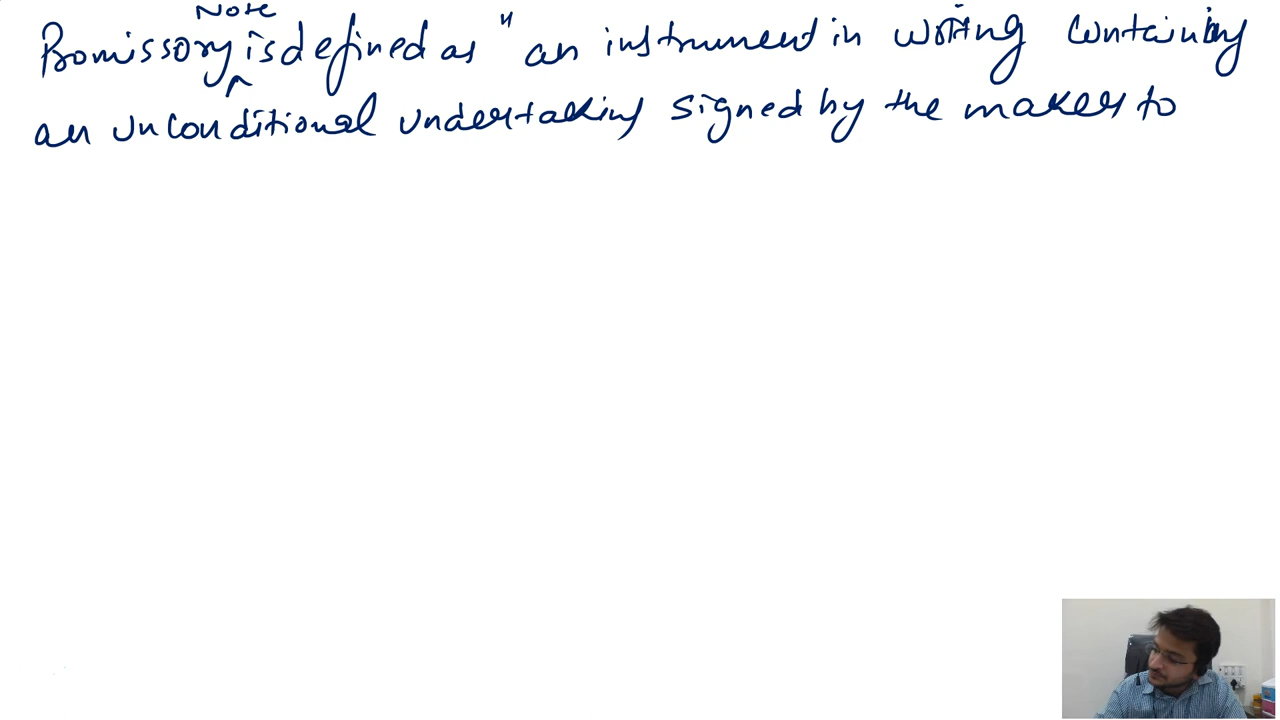 Promissory Note is defined as " an instrument in writing containing
an unconditional undertaking signed by the maker to